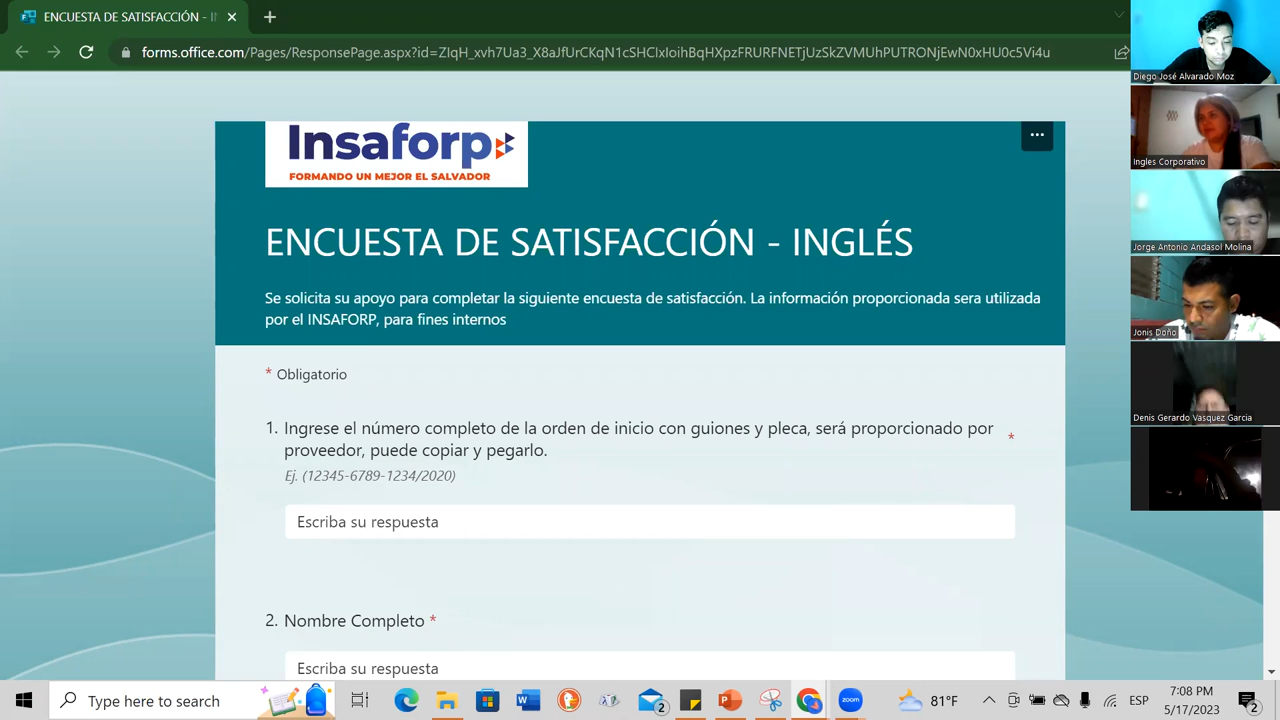 ENCUESTA DE SATISFACCIÓN - I
forms.office.com/Pages/ResponsePage.aspx?id=ZIqH_xvh7Ua3_X8aJfUrCKqN1cSHCIxIoihBqHXpzFRURFNETjUzSkZVMUhPUTRONjEwN0xHU0c5Vi4u
Diego José Alvarado Moz
Ingles Corporativo
Jorge Antonio Andasol Molina
Jonis Doño
Denis Gerardo Vasquez Garcia
Insaforp
FORMANDO UN MEJOR EL SALVADOR
ENCUESTA DE SATISFACCIÓN - INGLÉS
Se solicita su apoyo para completar la siguiente encuesta de satisfacción. La información proporcionada sera utilizada
por el INSAFORP, para fines internos
* Obligatorio
1. Ingrese el número completo de la orden de inicio con guiones y pleca, será proporcionado por *
proveedor, puede copiar y pegarlo.
Ej. (12345-6789-1234/2020)
Escriba su respuesta
2. Nombre Completo *
Escriba su respuesta
Type here to search
2
zoom
81°F
ESP
7:08 PM
5/17/2023
2